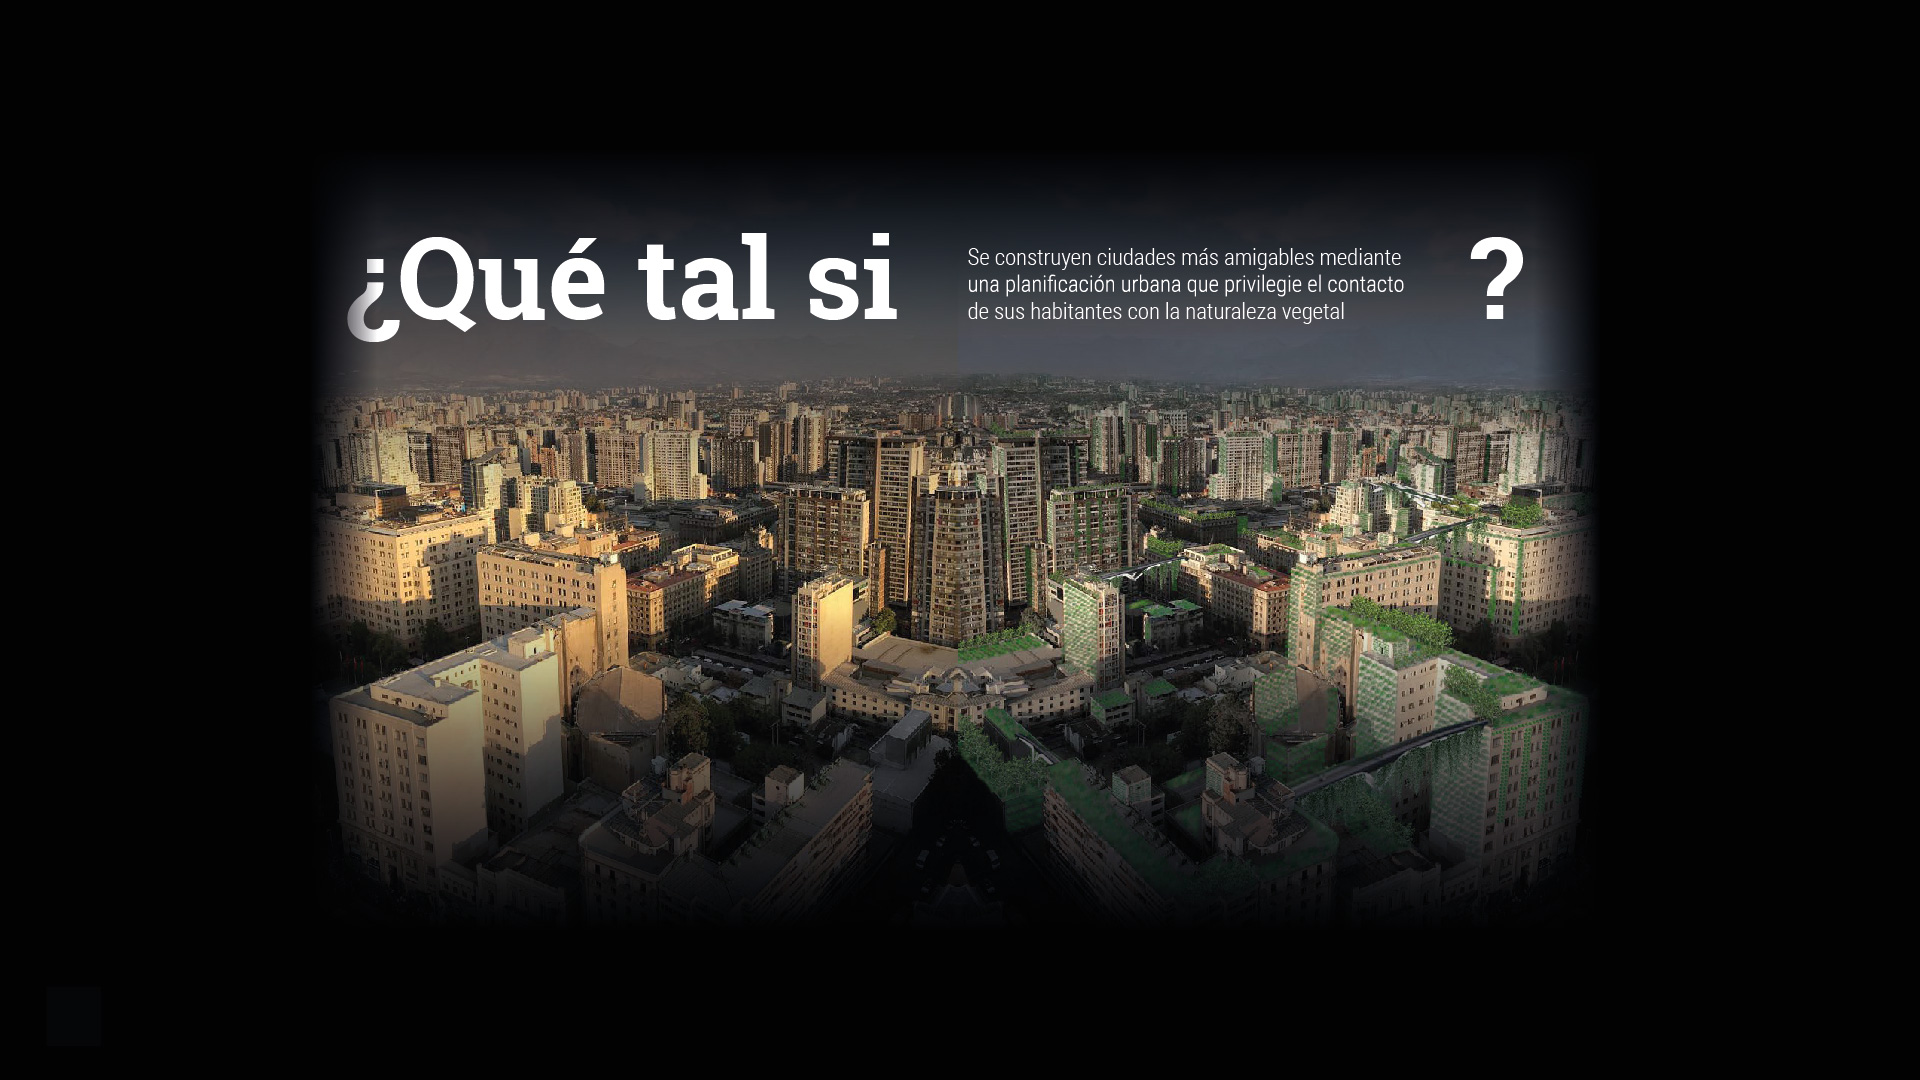 ¿Qué tal si
Se construyen ciudades más amigables mediante
una planificación urbana que privilegie el contacto
de sus habitantes con la naturaleza vegetal
?